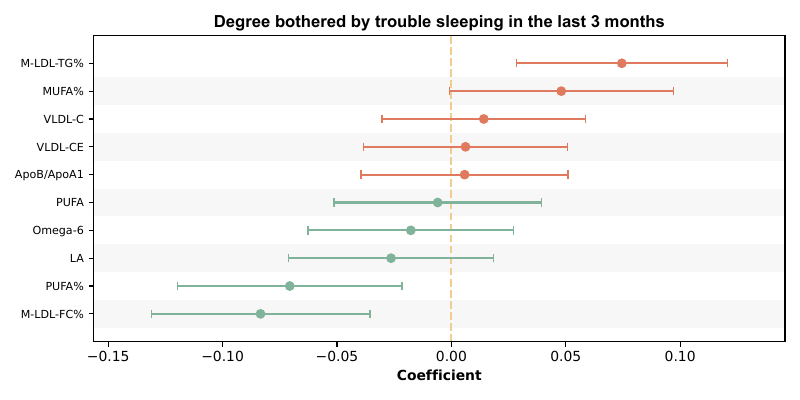 Degree bothered by trouble sleeping in the last 3 months
M-LDL-TG%
MUFA%
VLDL-C
VLDL-CE
ApoB/ApoA1
PUFA
Omega-6
LA
PUFA%
M-LDL-FC%
−0.15 −0.10 −0.05 0.00 0.05 0.10
Coefficient